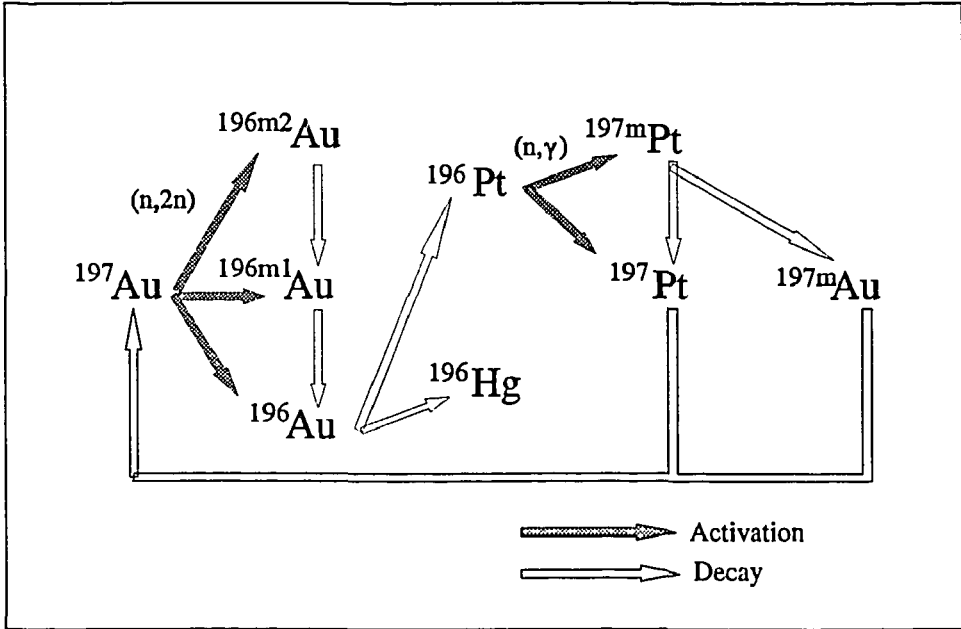 196m2Au
197mPt
(n,γ)
196Pt
(n,2n)
197Au
196m1Au
197Pt
197mAu
196Hg
196Au
Activation
Decay